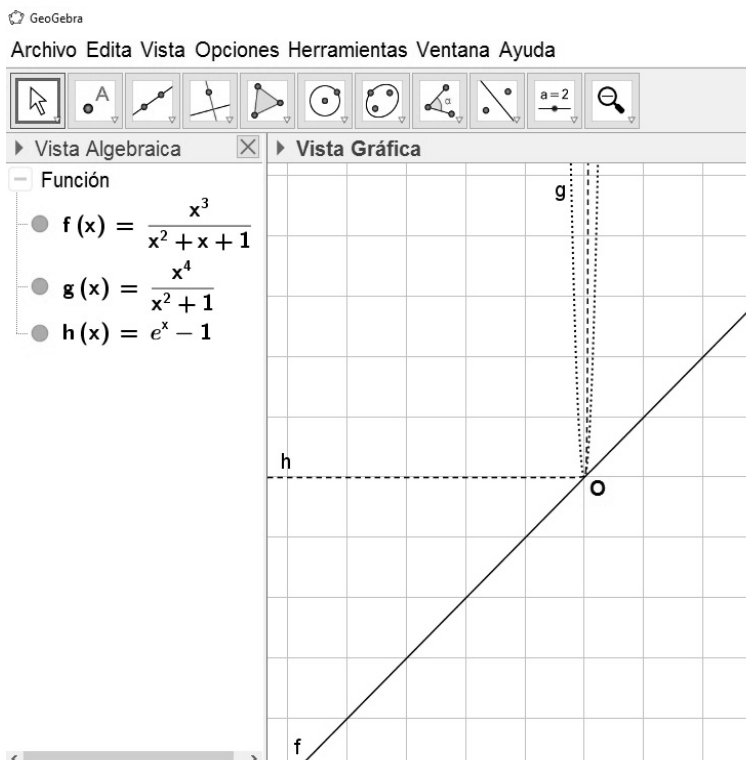 GeoGebra
Archivo Edita Vista Opciones Herramientas Ventana Ayuda
A
α
a=2
Vista Algebraica
Vista Gráfica
Función
f (x) = x³ / (x² + x + 1)
g (x) = x⁴ / (x² + 1)
h (x) = eˣ − 1
g
h
O
f